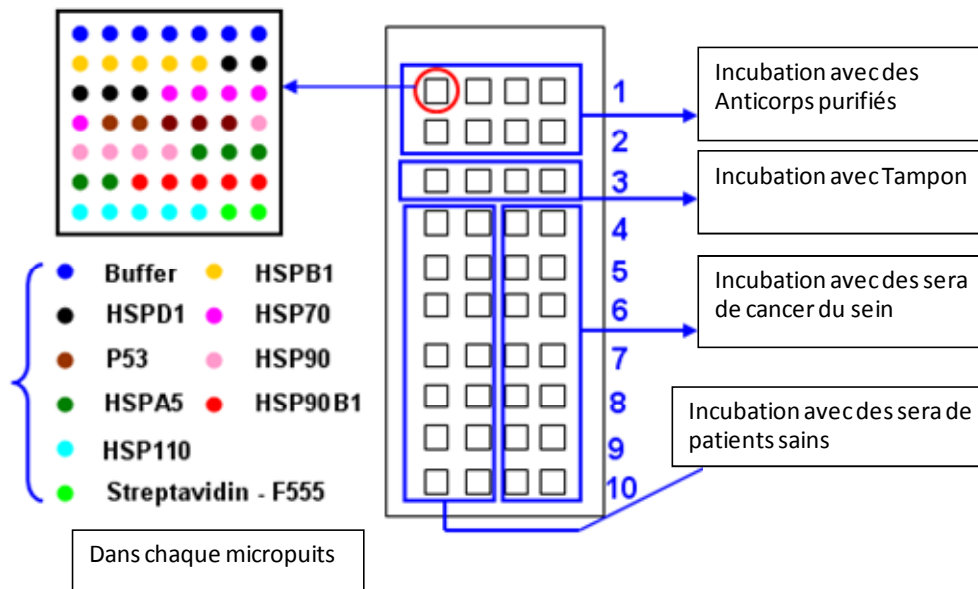 1
2
3
4
5
6
7
8
9
10
Incubation avec des
Anticorps purifiés
Incubation avec Tampon
Incubation avec des sera
de cancer du sein
Incubation avec des sera de
patients sains
Buffer
HSPB1
HSPD1
HSP70
P53
HSP90
HSPA5
HSP90B1
HSP110
Streptavidin - F555
Dans chaque micropuits